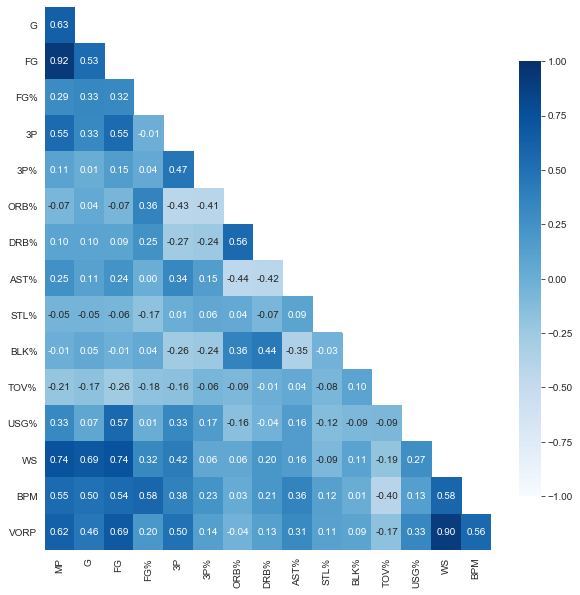 G 0.63
FG 0.92 0.53
FG% 0.29 0.33 0.32
3P 0.55 0.33 0.55 -0.01
3P% 0.11 0.01 0.15 0.04 0.47
ORB% -0.07 0.04 -0.07 0.36 -0.43 -0.41
DRB% 0.10 0.10 0.09 0.25 -0.27 -0.24 0.56
AST% 0.25 0.11 0.24 0.00 0.34 0.15 -0.44 -0.42
STL% -0.05 -0.05 -0.06 -0.17 0.01 0.06 0.04 -0.07 0.09
BLK% -0.01 0.05 -0.01 0.04 -0.26 -0.24 0.36 0.44 -0.35 -0.03
TOV% -0.21 -0.17 -0.26 -0.18 -0.16 -0.06 -0.09 -0.01 0.04 -0.08 0.10
USG% 0.33 0.07 0.57 0.01 0.33 0.17 -0.16 -0.04 0.16 -0.12 -0.09 -0.09
WS 0.74 0.69 0.74 0.32 0.42 0.06 0.06 0.20 0.16 -0.09 0.11 -0.19 0.27
BPM 0.55 0.50 0.54 0.58 0.38 0.23 0.03 0.21 0.36 0.12 0.01 -0.40 0.13 0.58
VORP 0.62 0.46 0.69 0.20 0.50 0.14 -0.04 0.13 0.31 0.11 0.09 -0.17 0.33 0.90 0.56
MP G FG FG% 3P 3P% ORB% DRB% AST% STL% BLK% TOV% USG% WS BPM
1.00
0.75
0.50
0.25
0.00
-0.25
-0.50
-0.75
-1.00